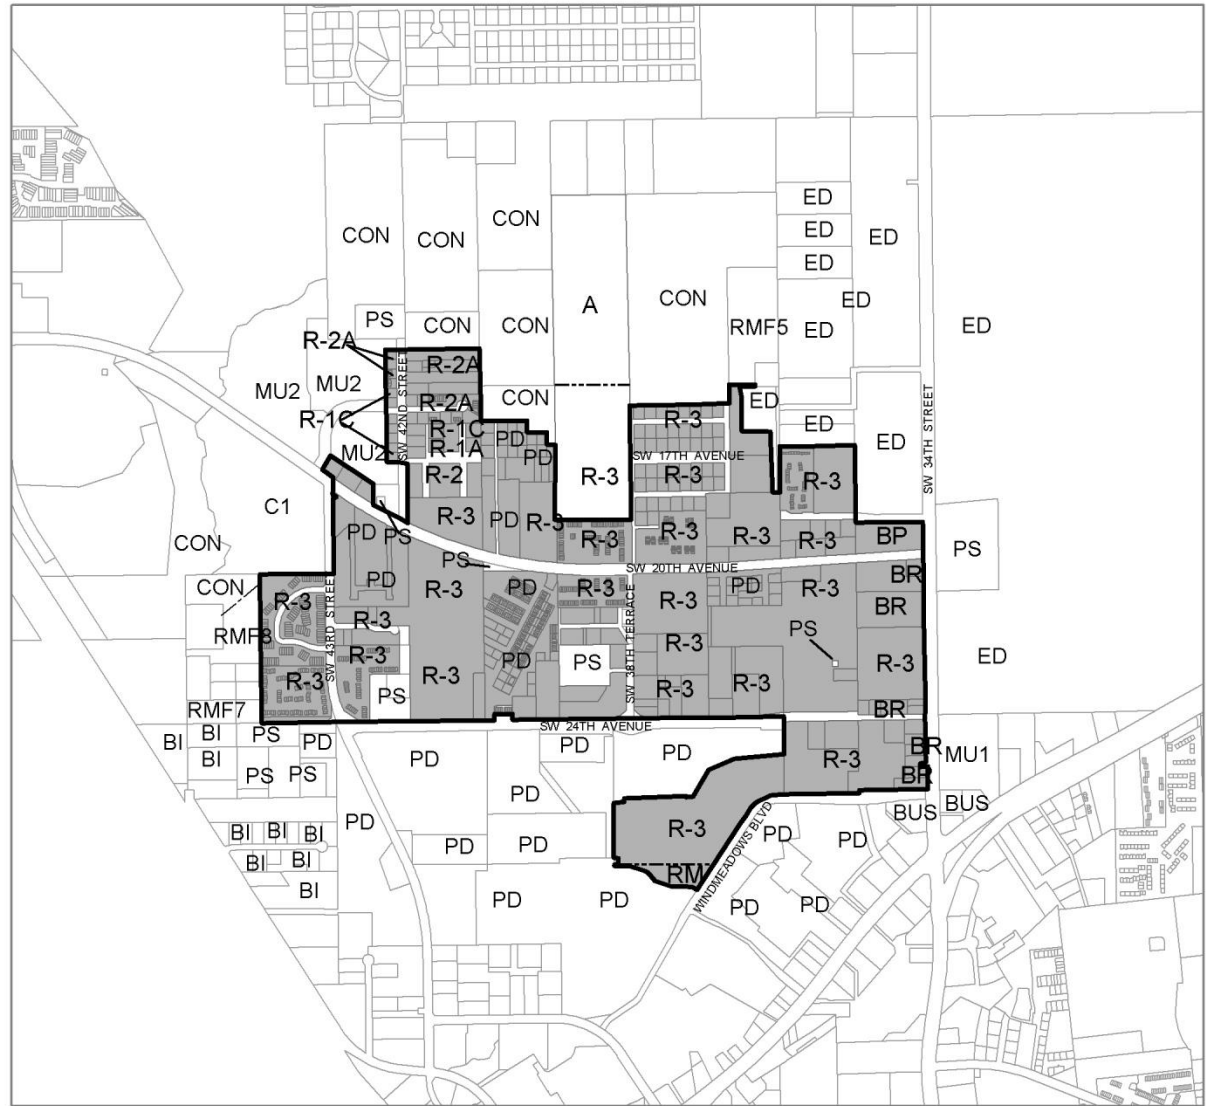 ED
CON
ED
CON
CON
ED
ED
CON
A
ED
PS
CON
CON
RMF5
ED
ED
R-2A
R-2A
MU2
MU2
CON
R-2A
ED
R-1C
R-1C
PD
R-3
ED
ED
SW 42ND STREET
R-1A
SW 34TH STREET
MU2
PD
SW 17TH AVENUE
R-2
R-3
R-3
R-3
C1
R-3
PD
R-3
PD
PS
R-3
R-3
R-3
BP
PS
CON
PS
SW 20TH AVENUE
PD
BR
CON
R-3
PD
R-3
PD
R-3
R-3
BR
R-3
SW 43RD STREET
R-3
RMF8
PS
R-3
R-3
PD
PS
SW 38TH TERRACE
R-3
ED
R-3
R-3
PS
R-3
R-3
BR
RMF7
SW 24TH AVENUE
BI
BI
PS
PD
PD
PD
PD
R-3
BR
MU1
BI
PS
PS
BR
PD
BUS
BUS
BI
BI
BI
PD
PD
PD
R-3
WINDMEADOWS BLVD
PD
PD
BI
BI
RM
BI
PD
PD
PD
PD